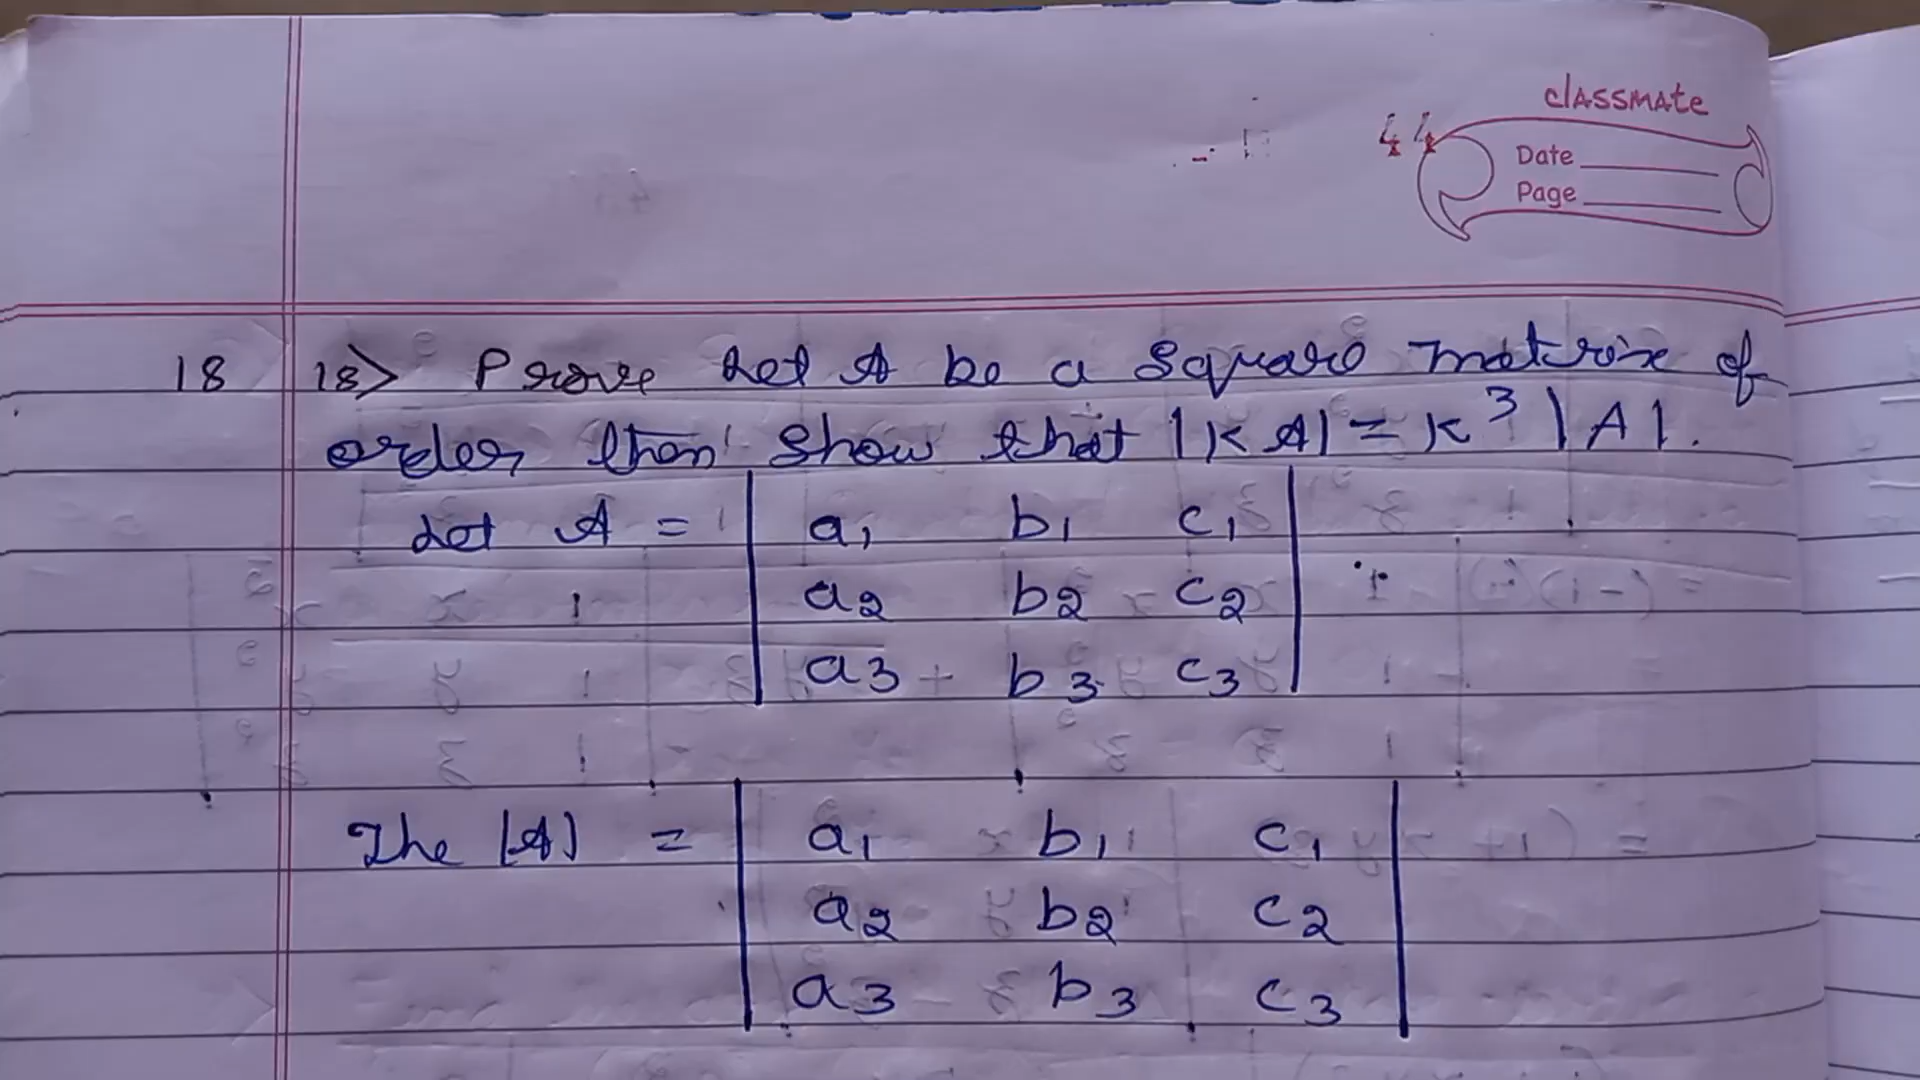 classmate
44
Date
Page
18 18> Prove Let A be a Square matrix of
order then show that |KA| = K³ |A|.
Let A = | a₁ b₁ c₁ |
| a₂ b₂ c₂ |
| a₃ b₃ c₃ |
The |A| = | a₁ b₁ c₁ |
| a₂ b₂ c₂ |
| a₃ b₃ c₃ |